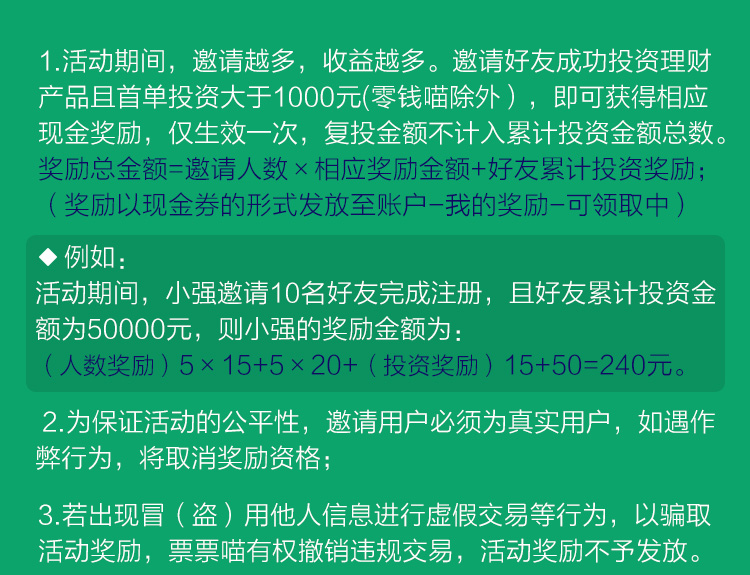 1.活动期间，邀请越多，收益越多。邀请好友成功投资理财
产品且首单投资大于1000元(零钱喵除外），即可获得相应
现金奖励，仅生效一次，复投金额不计入累计投资金额总数。
奖励总金额=邀请人数×相应奖励金额+好友累计投资奖励；
（奖励以现金券的形式发放至账户-我的奖励-可领取中）
◆ 例如：
活动期间，小强邀请10名好友完成注册，且好友累计投资金
额为50000元，则小强的奖励金额为：
（人数奖励）5×15+5×20+（投资奖励）15+50=240元。
2.为保证活动的公平性，邀请用户必须为真实用户，如遇作
弊行为，将取消奖励资格；
3.若出现冒（盗）用他人信息进行虚假交易等行为，以骗取
活动奖励，票票喵有权撤销违规交易，活动奖励不予发放。